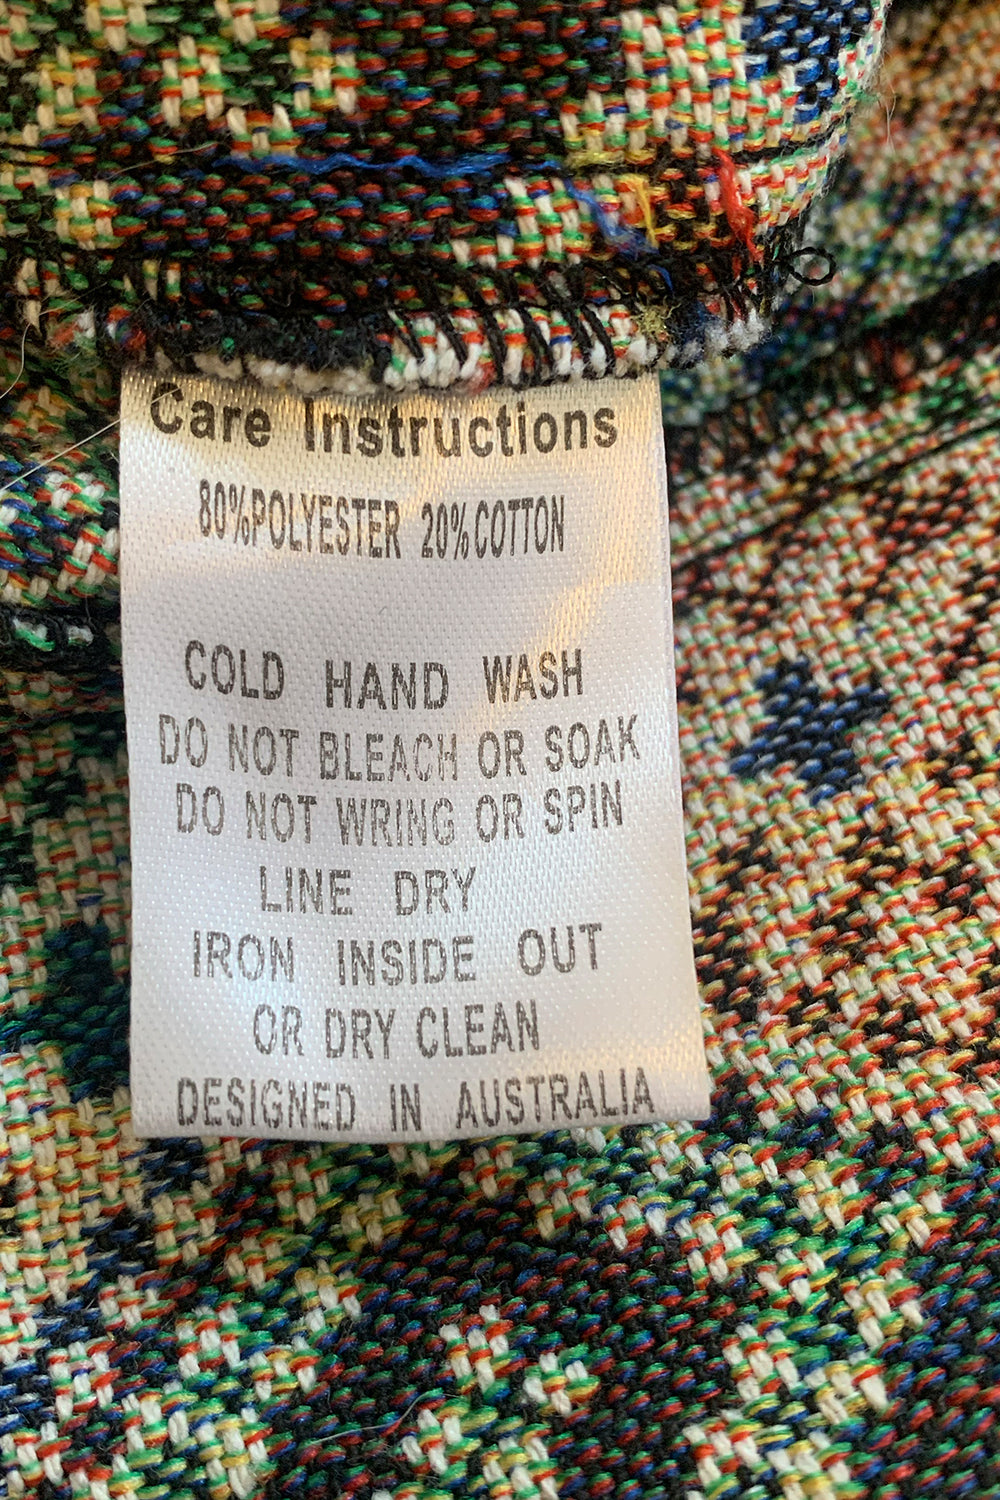 Care Instructions
80%POLYESTER 20%COTTON
COLD HAND WASH
DO NOT BLEACH OR SOAK
DO NOT WRING OR SPIN
LINE DRY
IRON INSIDE OUT
OR DRY CLEAN
DESIGNED IN AUSTRALIA